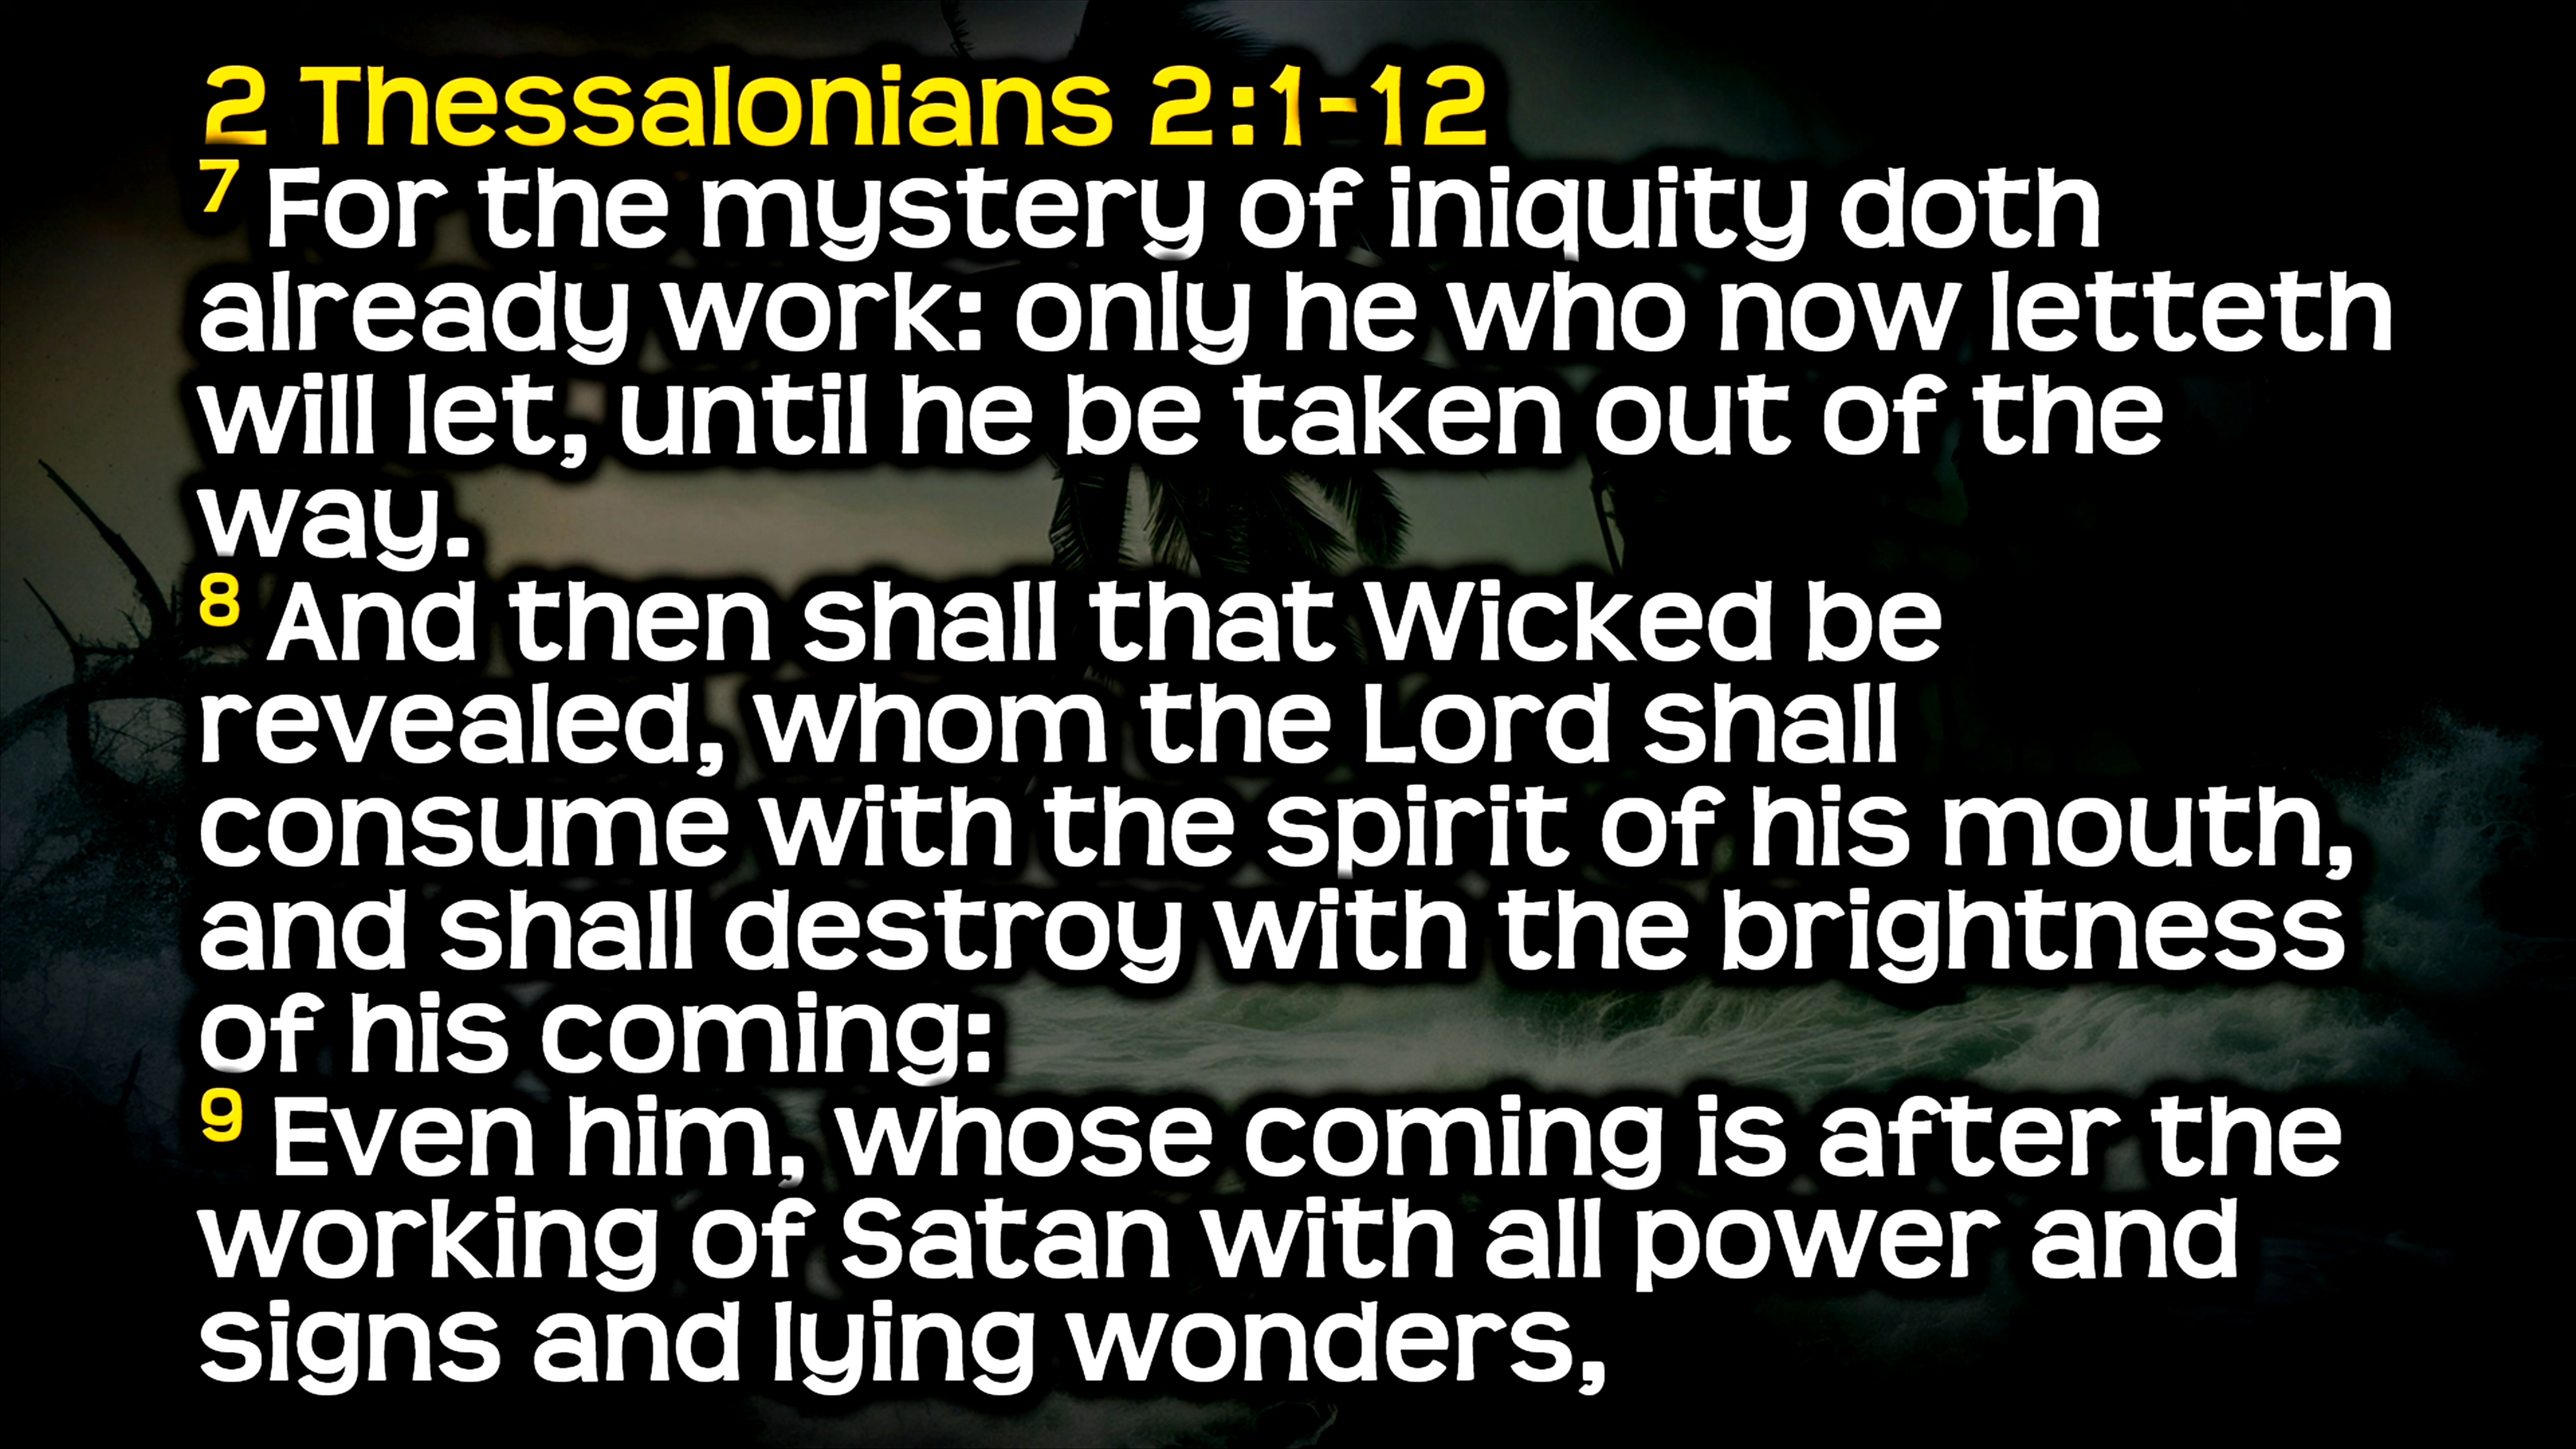 2 Thessalonians 2:1-12
7 For the mystery of iniquity doth
already work: only he who now letteth
will let, until he be taken out of the
way.
8 And then shall that Wicked be
revealed, whom the Lord shall
consume with the spirit of his mouth,
and shall destroy with the brightness
of his coming:
9 Even him, whose coming is after the
working of Satan with all power and
signs and lying wonders,